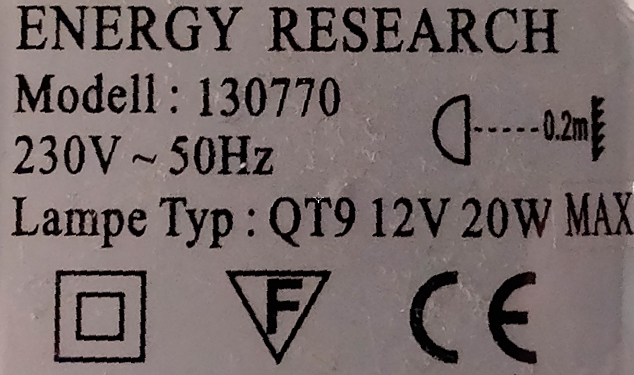 ENERGY RESEARCH
Modell : 130770
0.2m
230V ~ 50Hz
Lampe Typ : QT9 12V 20W MAX
F
CE